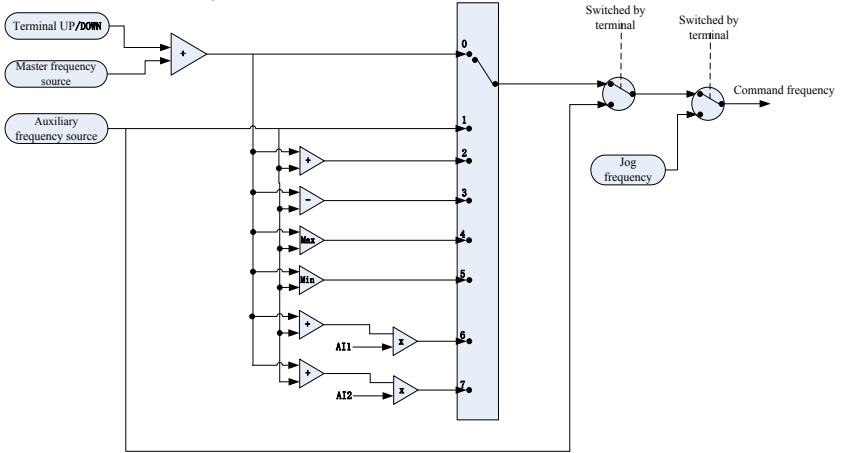 Switched by
terminal
Switched by
terminal
Terminal UP/DOWN
+
Master frequency
source
0
Command frequency
Auxiliary
frequency source
1
+
2
Jog
frequency
-
3
Max
4
Min
5
+
AI1
x
6
+
AI2
x
7